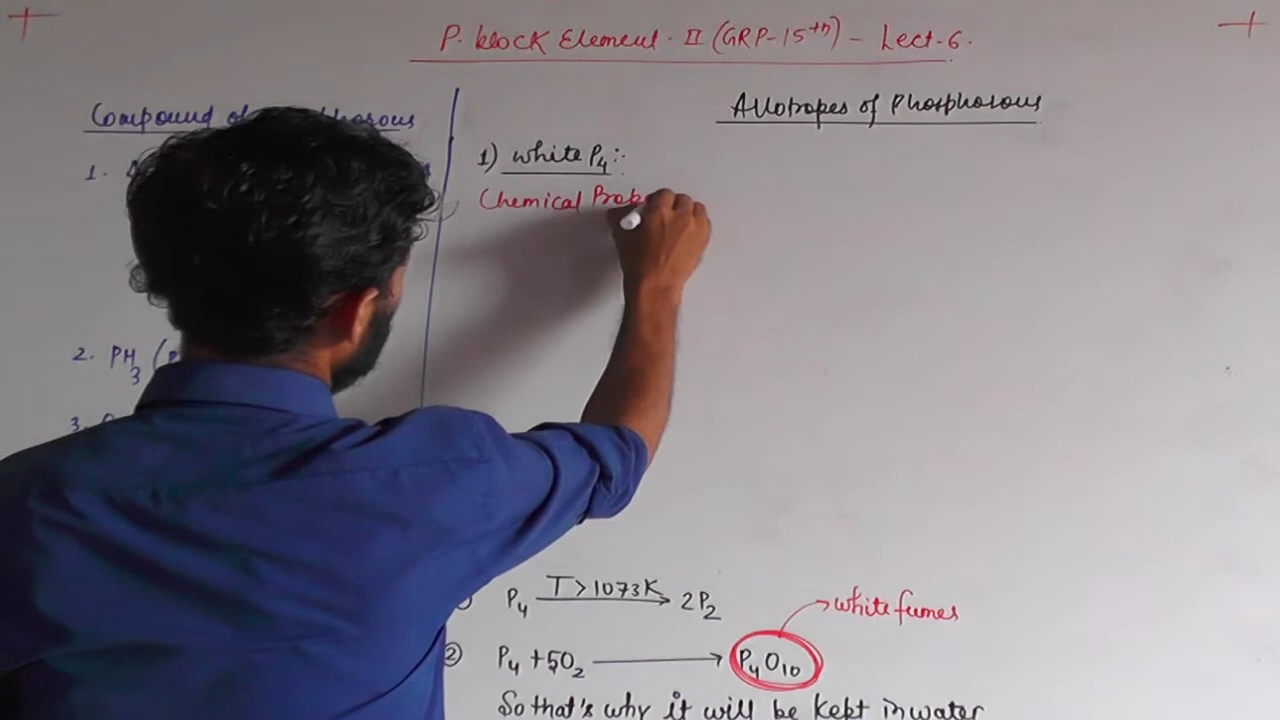 P. block Element. II (GRP-15th) - Lect.6.
Compound of
1.
2. PH3 (
3.
Allotropes of Phosphorous
1) white P4 :-
Chemical Prop
P4 T>1073K → 2P2
② P4 + 5O2 → P4O10 → white fumes
So that's why it will be kept in water